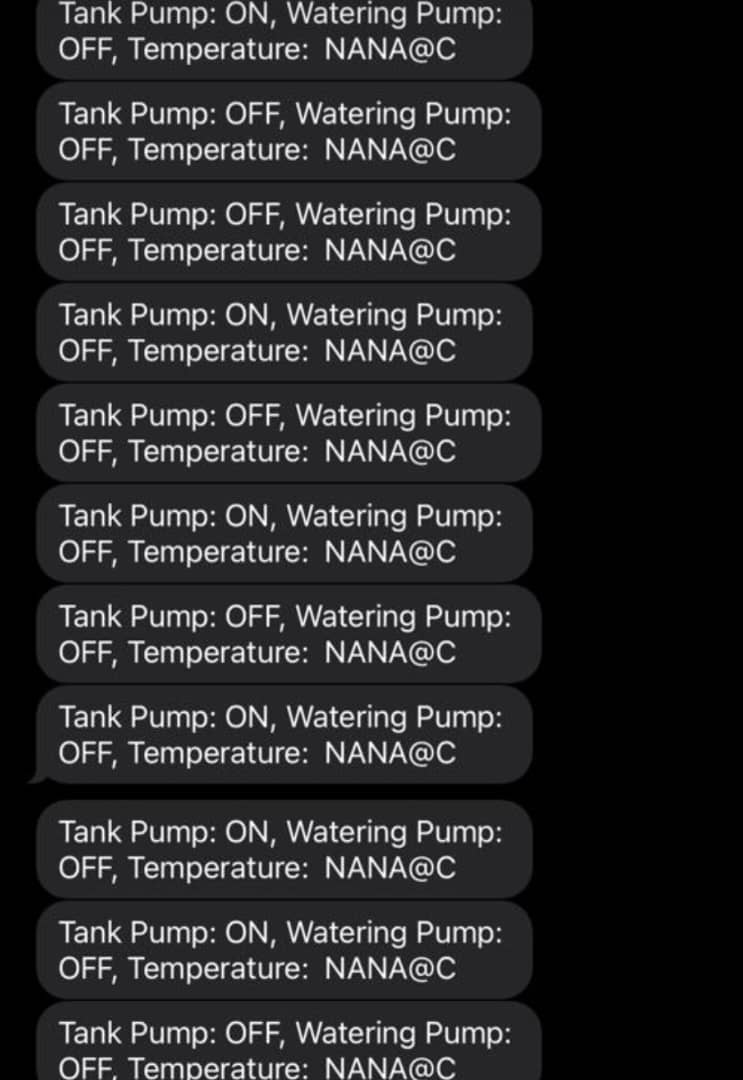 Tank Pump: ON, Watering Pump:
OFF, Temperature:  NANA@C
Tank Pump: OFF, Watering Pump:
OFF, Temperature:  NANA@C
Tank Pump: OFF, Watering Pump:
OFF, Temperature:  NANA@C
Tank Pump: ON, Watering Pump:
OFF, Temperature:  NANA@C
Tank Pump: OFF, Watering Pump:
OFF, Temperature:  NANA@C
Tank Pump: ON, Watering Pump:
OFF, Temperature:  NANA@C
Tank Pump: OFF, Watering Pump:
OFF, Temperature:  NANA@C
Tank Pump: ON, Watering Pump:
OFF, Temperature:  NANA@C
Tank Pump: ON, Watering Pump:
OFF, Temperature:  NANA@C
Tank Pump: ON, Watering Pump:
OFF, Temperature:  NANA@C
Tank Pump: OFF, Watering Pump:
OFF, Temperature:  NANA@C